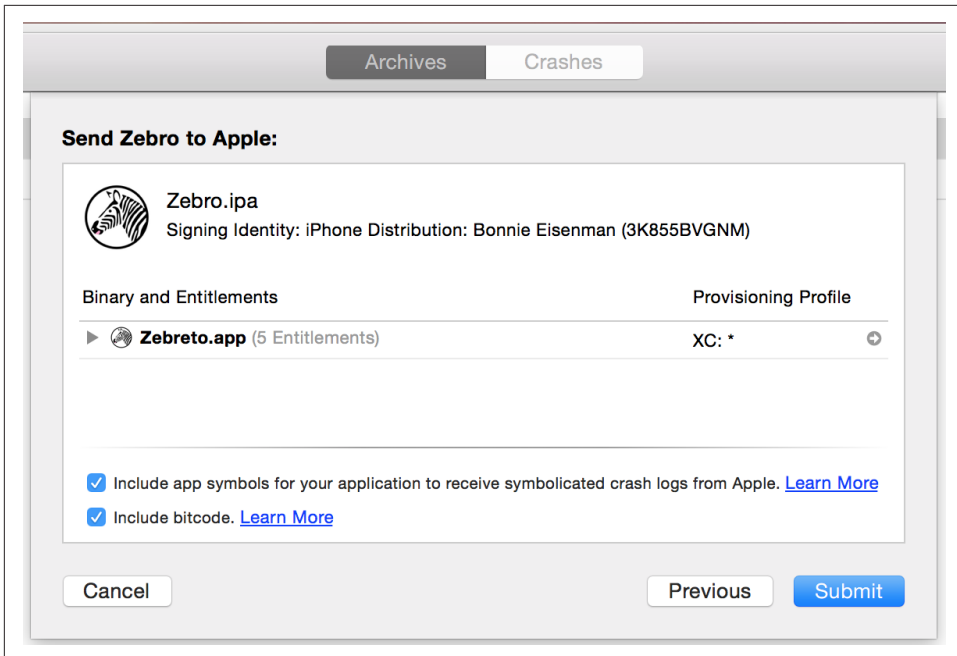 Archives Crashes
Send Zebro to Apple:
Zebro.ipa
Signing Identity: iPhone Distribution: Bonnie Eisenman (3K855BVGNM)
Binary and Entitlements Provisioning Profile
Zebreto.app (5 Entitlements) XC: *
Include app symbols for your application to receive symbolicated crash logs from Apple. Learn More
Include bitcode. Learn More
Cancel Previous Submit